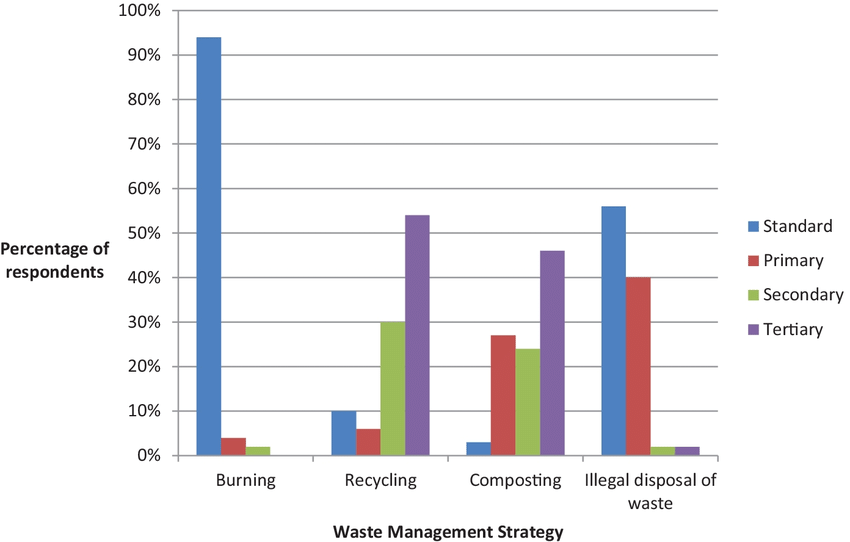 100%
90%
80%
70%
60%
50%
40%
30%
20%
10%
0%
Percentage of
respondents
Burning
Recycling
Composting
Illegal disposal of
waste
Waste Management Strategy
Standard
Primary
Secondary
Tertiary